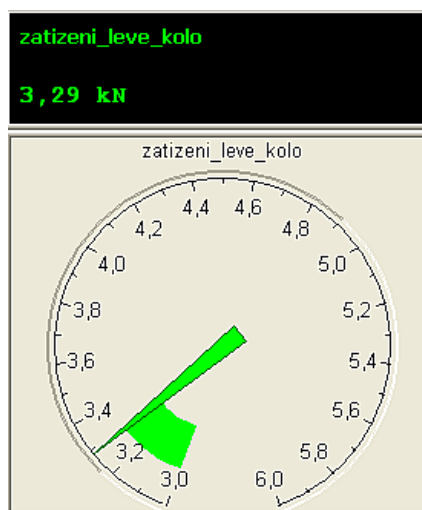 zatizeni_leve_kolo
3,29 kN
zatizeni_leve_kolo
4,4 4,6
4,2 4,8
4,0 5,0
3,8 5,2
3,6 5,4
3,4 5,6
3,2 5,8
3,0 6,0